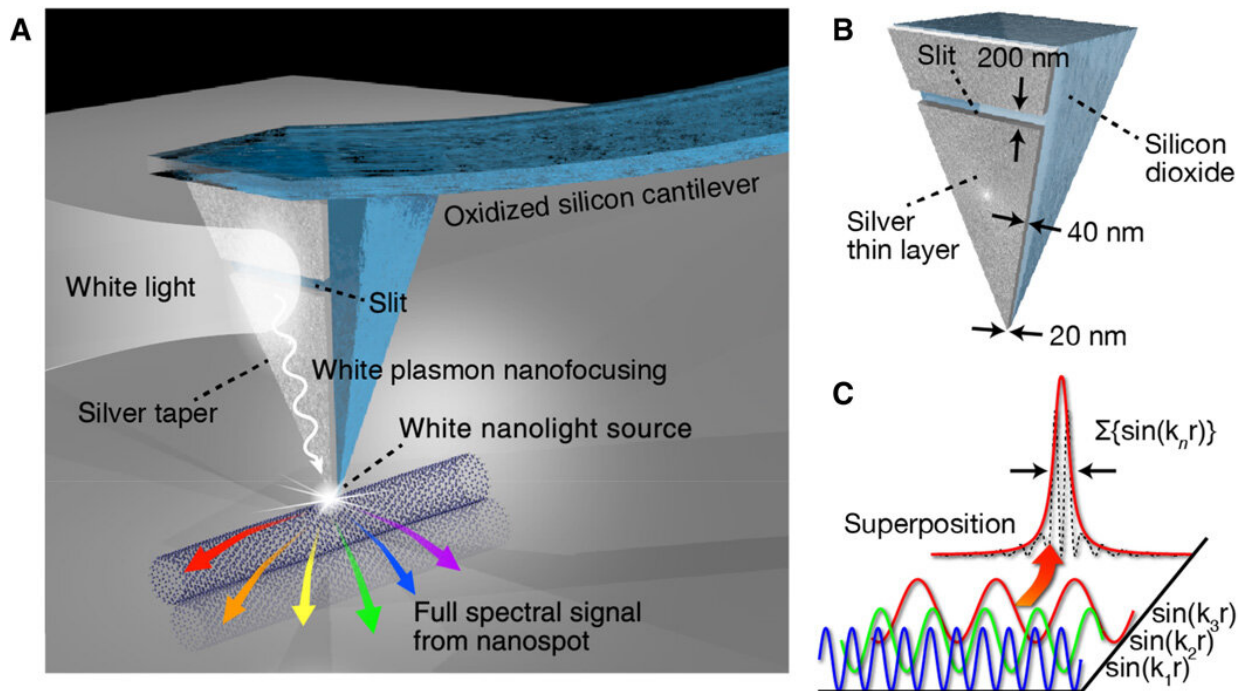 A
Oxidized silicon cantilever
White light
Slit
White plasmon nanofocusing
Silver taper
White nanolight source
Full spectral signal
from nanospot
B
Slit
200 nm
Silicon
dioxide
Silver
thin layer
40 nm
20 nm
C
Σ{sin(kₙr)}
Superposition
sin(k₃r)
sin(k₂r)
sin(k₁r)